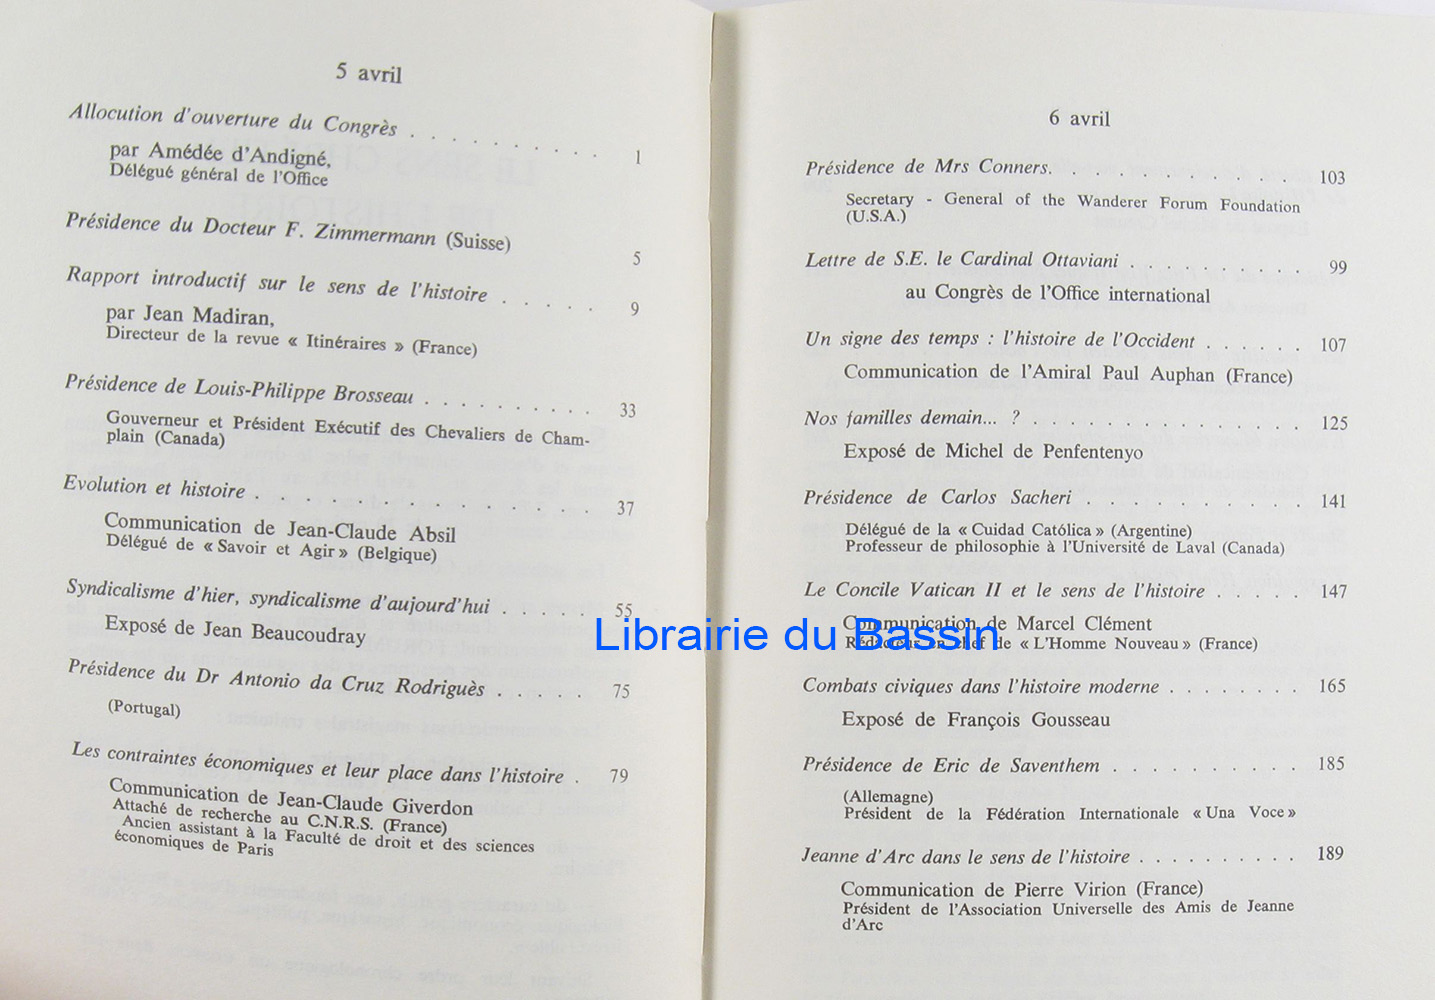 5 avril
Allocution d'ouverture du Congrès . . . . . . . . . . 1
par Amédée d'Andigné,
Délégué général de l'Office
Présidence du Docteur F. Zimmermann (Suisse) 5
Rapport introductif sur le sens de l'histoire . . . . . 9
par Jean Madiran,
Directeur de la revue « Itinéraires » (France)
Présidence de Louis-Philippe Brosseau . . . . . . . . . 33
Gouverneur et Président Exécutif des Chevaliers de Cham-
plain (Canada)
Evolution et histoire . . . . . . . . . . . . . . 37
Communication de Jean-Claude Absil
Délégué de « Savoir et Agir » (Belgique)
Syndicalisme d'hier, syndicalisme d'aujourd'hui . . . . . 55
Exposé de Jean Beaucoudray
Présidence du Dr Antonio da Cruz Rodriguès . . . . . 75
(Portugal)
Les contraintes économiques et leur place dans l'histoire . 79
Communication de Jean-Claude Giverdon
Attaché de recherche au C.N.R.S. (France)
Ancien assistant à la Faculté de droit et des sciences
économiques de Paris
6 avril
Présidence de Mrs Conners. . . . . . . . . . . . 103
Secretary - General of the Wanderer Forum Foundation
(U.S.A.)
Lettre de S.E. le Cardinal Ottaviani . . . . . . . . . 99
au Congrès de l'Office international
Un signe des temps : l'histoire de l'Occident . . . . . . 107
Communication de l'Amiral Paul Auphan (France)
Nos familles demain... ? . . . . . . . . . . . . . . 125
Exposé de Michel de Penfentenyo
Présidence de Carlos Sacheri . . . . . . . . . . . 141
Délégué de la « Cuidad Católica » (Argentine)
Professeur de philosophie à l'Université de Laval (Canada)
Le Concile Vatican II et le sens de l'histoire . . . . . 147
Communication de Marcel Clément
Rédacteur en chef de « L'Homme Nouveau » (France)
Combats civiques dans l'histoire moderne . . . . . . . . 165
Exposé de François Gousseau
Présidence de Eric de Saventhem . . . . . . . . . . 185
(Allemagne)
Président de la Fédération Internationale « Una Voce »
Jeanne d'Arc dans le sens de l'histoire . . . . . . . . . . 189
Communication de Pierre Virion (France)
Président de l'Association Universelle des Amis de Jeanne
d'Arc
Librairie du Bassin